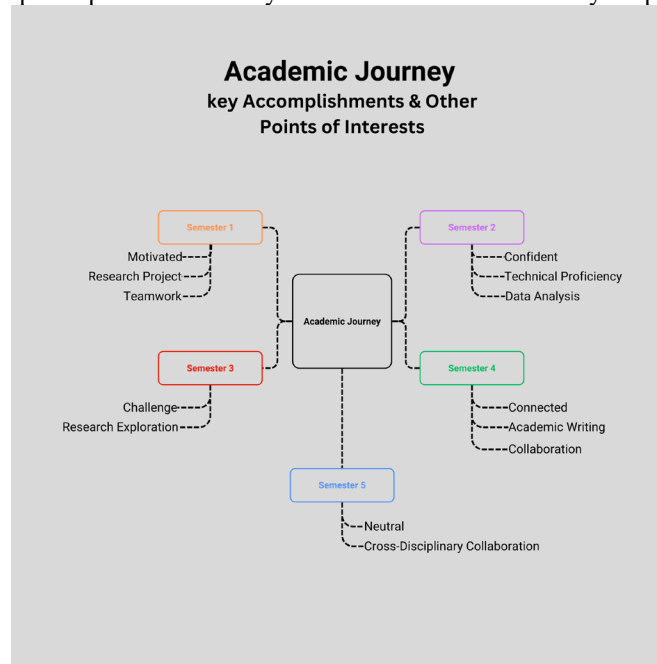 Academic Journey
key Accomplishments & Other
Points of Interests
Semester 1
Motivated
Research Project
Teamwork
Semester 2
Confident
Technical Proficiency
Data Analysis
Academic Journey
Semester 3
Challenge
Research Exploration
Semester 4
Connected
Academic Writing
Collaboration
Semester 5
Neutral
Cross-Disciplinary Collaboration